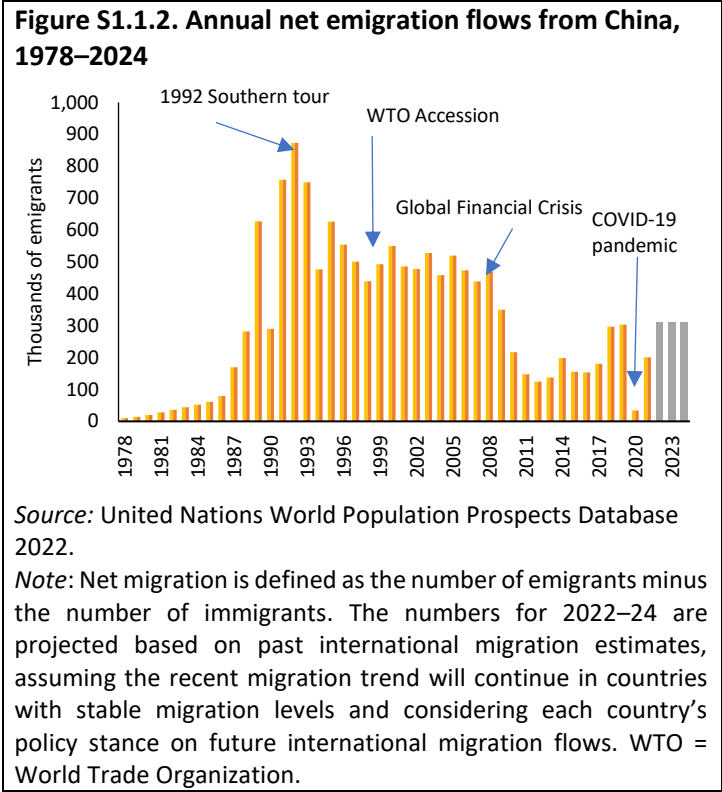 Figure S1.1.2. Annual net emigration flows from China,
1978–2024
1992 Southern tour
WTO Accession
Global Financial Crisis
COVID-19
pandemic
Thousands of emigrants
1,000
900
800
700
600
500
400
300
200
100
0
1978
1981
1984
1987
1990
1993
1996
1999
2002
2005
2008
2011
2014
2017
2020
2023
Source: United Nations World Population Prospects Database
2022.
Note: Net migration is defined as the number of emigrants minus
the number of immigrants. The numbers for 2022–24 are
projected based on past international migration estimates,
assuming the recent migration trend will continue in countries
with stable migration levels and considering each country’s
policy stance on future international migration flows. WTO =
World Trade Organization.